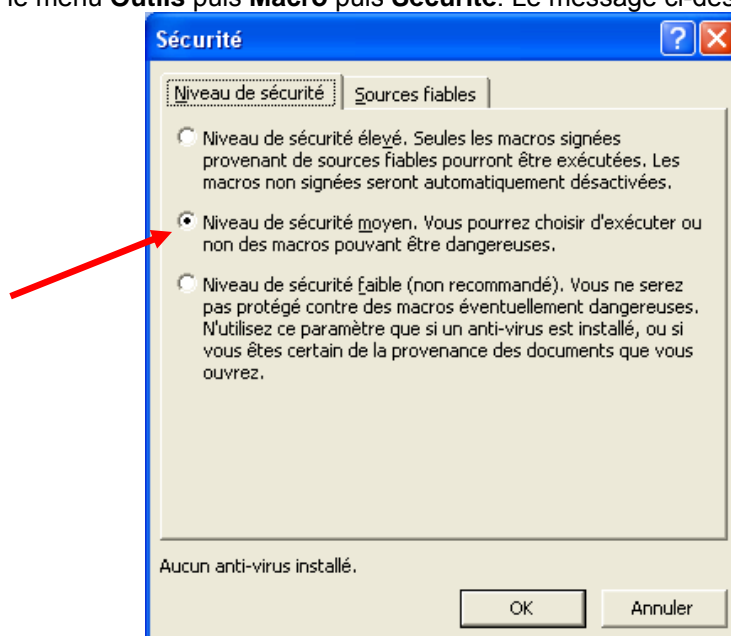 le menu Outils puis Macro puis Sécurité. Le message ci-des
Sécurité
Niveau de sécurité
Sources fiables
Niveau de sécurité élevé. Seules les macros signées
provenant de sources fiables pourront être exécutées. Les
macros non signées seront automatiquement désactivées.
Niveau de sécurité moyen. Vous pourrez choisir d'exécuter ou
non des macros pouvant être dangereuses.
Niveau de sécurité faible (non recommandé). Vous ne serez
pas protégé contre des macros éventuellement dangereuses.
N'utilisez ce paramètre que si un anti-virus est installé, ou si
vous êtes certain de la provenance des documents que vous
ouvrez.
Aucun anti-virus installé.
OK
Annuler